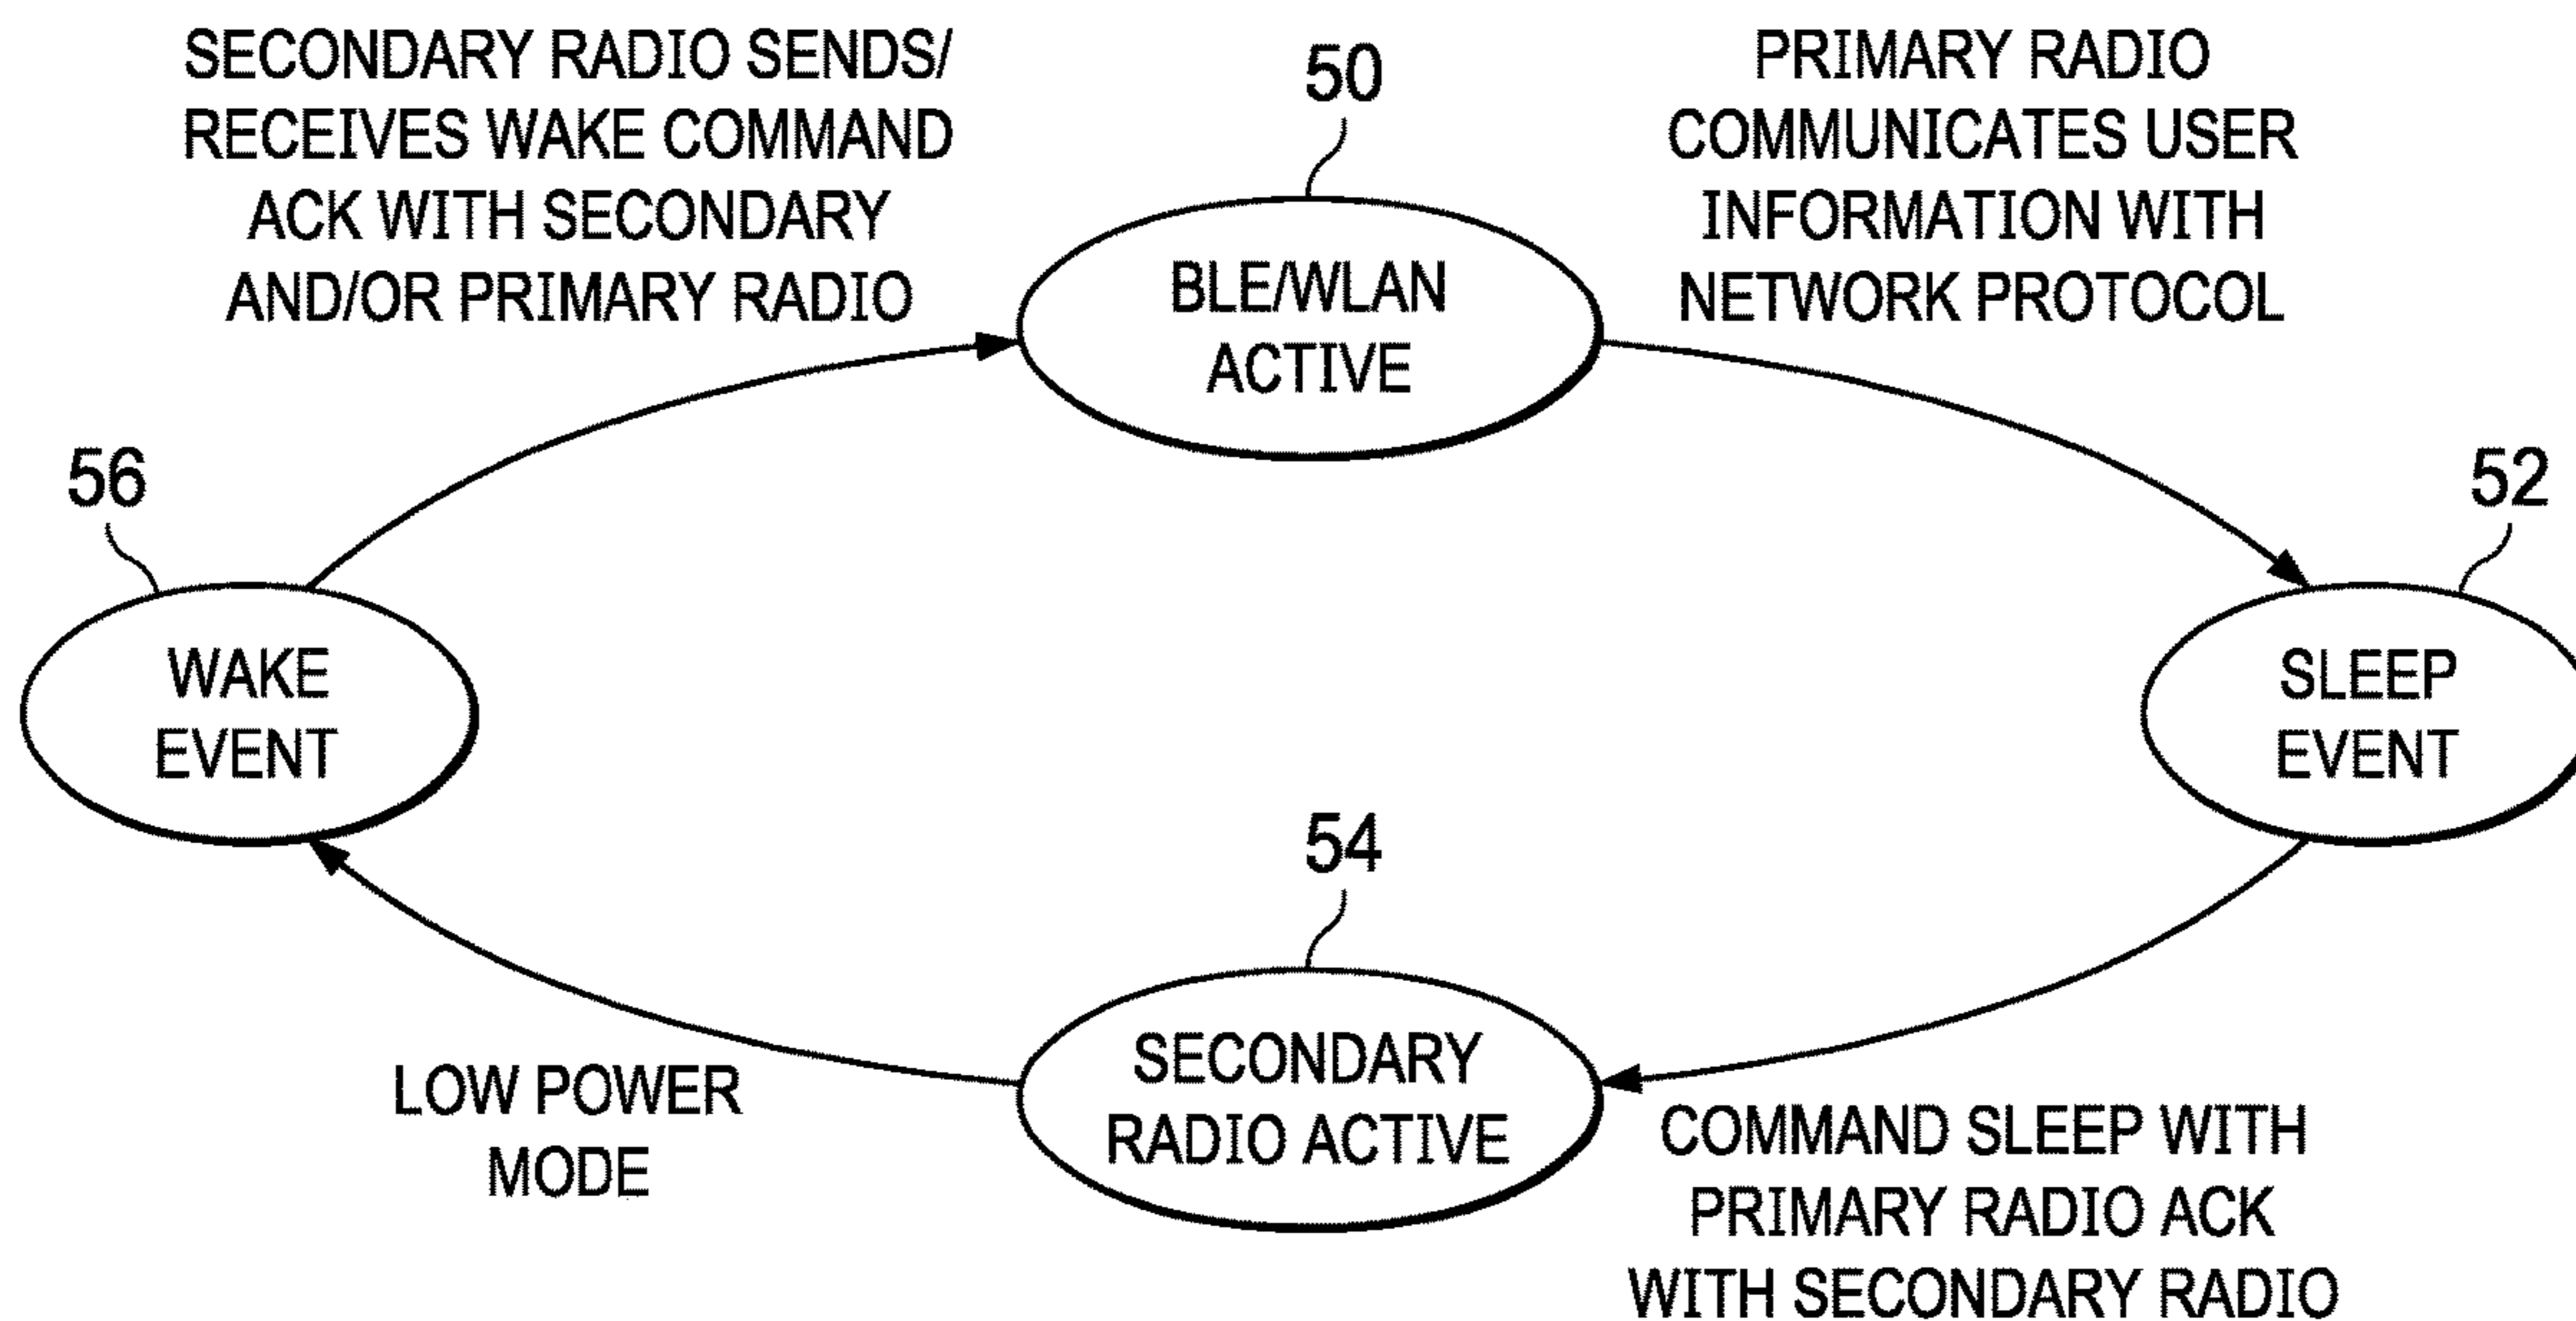 SECONDARY RADIO SENDS/
RECEIVES WAKE COMMAND
ACK WITH SECONDARY
AND/OR PRIMARY RADIO
50
BLE/WLAN
ACTIVE
PRIMARY RADIO
COMMUNICATES USER
INFORMATION WITH
NETWORK PROTOCOL
56
WAKE
EVENT
52
SLEEP
EVENT
54
SECONDARY
RADIO ACTIVE
LOW POWER
MODE
COMMAND SLEEP WITH
PRIMARY RADIO ACK
WITH SECONDARY RADIO